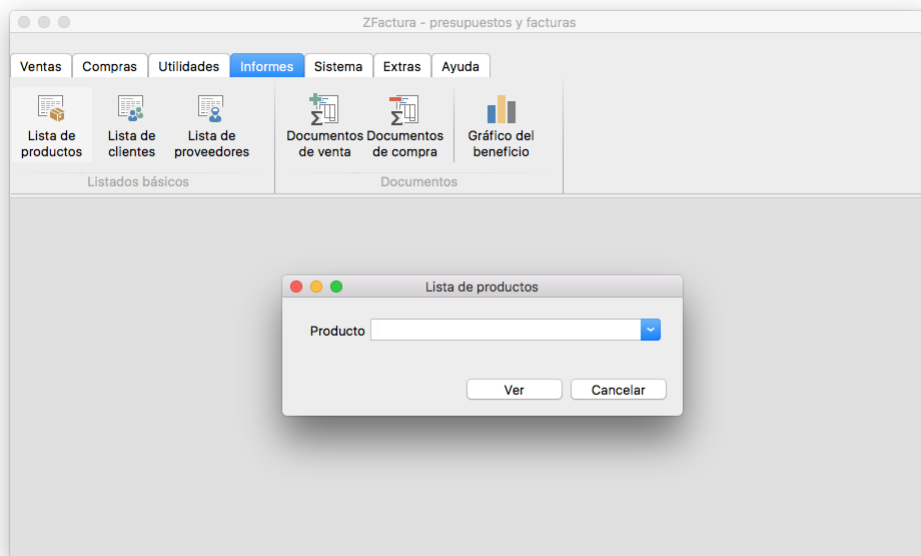 ZFactura - presupuestos y facturas
Ventas Compras Utilidades Informes Sistema Extras Ayuda
Lista de productos
Lista de clientes
Lista de proveedores
Documentos de venta
Documentos de compra
Gráfico del beneficio
Listados básicos
Documentos
Lista de productos
Producto
Ver Cancelar